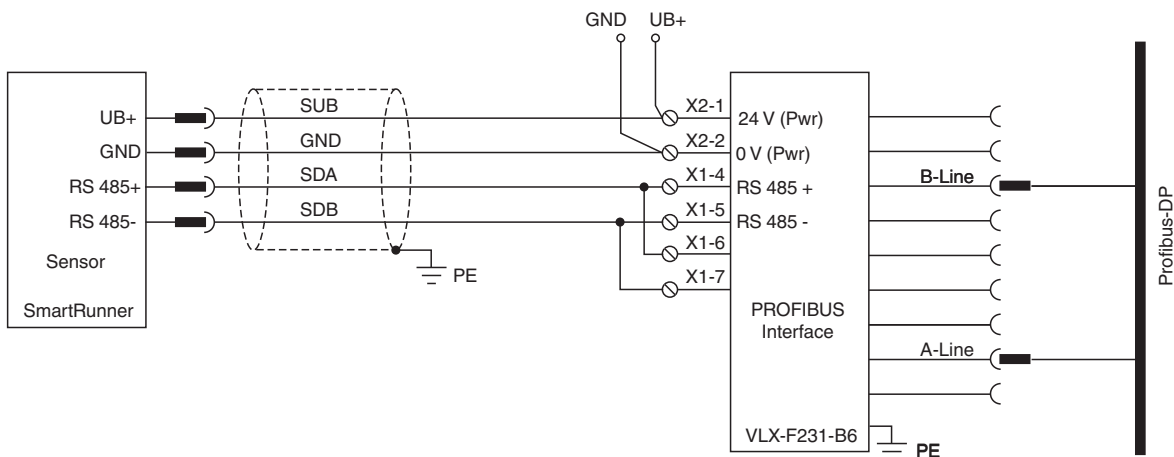 GND UB+
UB+
GND
RS 485+
RS 485-
Sensor
SmartRunner
SUB
GND
SDA
SDB
PE
X2-1
X2-2
X1-4
X1-5
X1-6
X1-7
24 V (Pwr)
0 V (Pwr)
RS 485 +
RS 485 -
PROFIBUS
Interface
VLX-F231-B6
PE
B-Line
A-Line
Profibus-DP